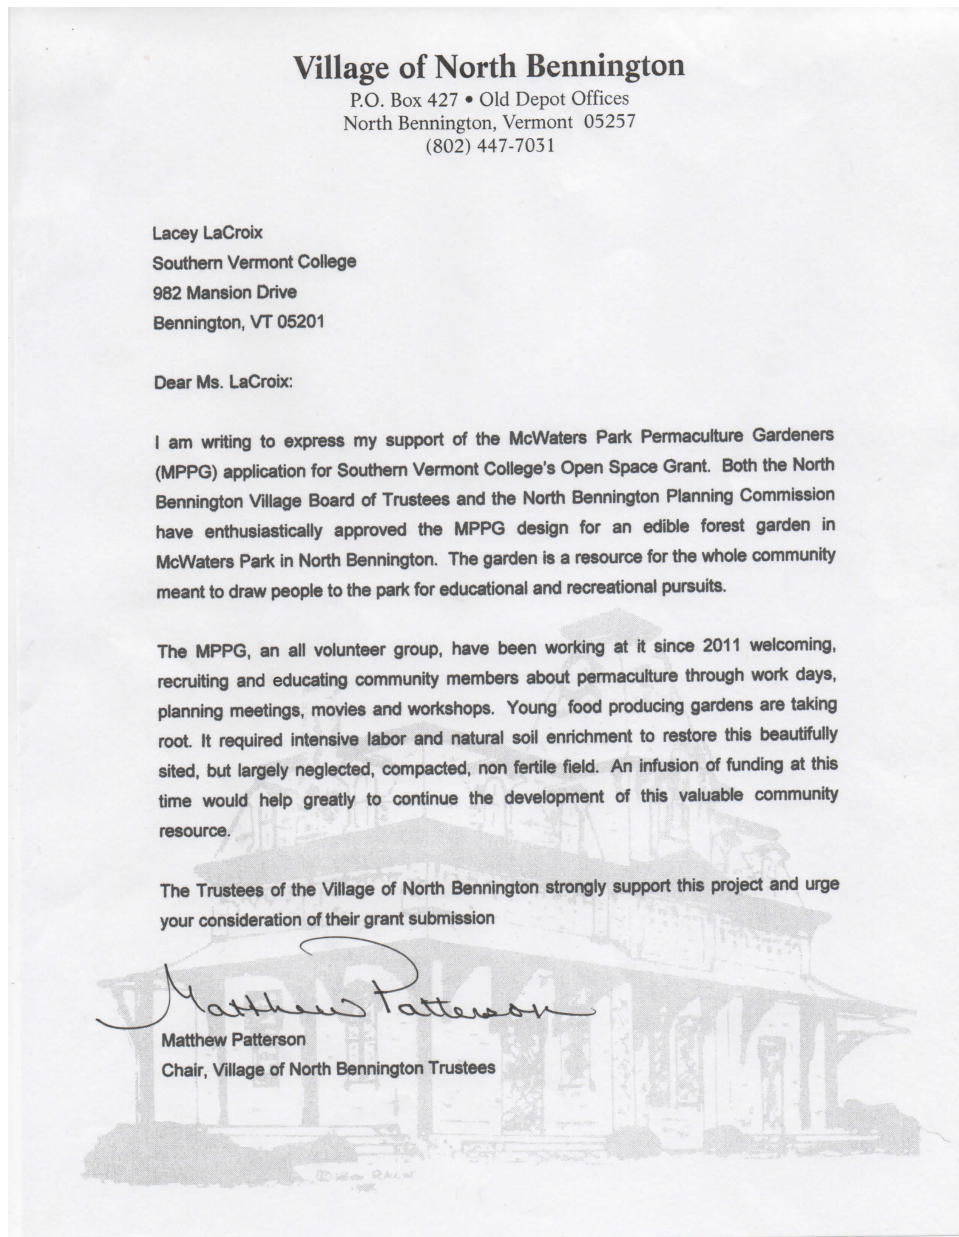 Village of North Bennington
P.O. Box 427 • Old Depot Offices
North Bennington, Vermont 05257
(802) 447-7031
Lacey LaCroix
Southern Vermont College
982 Mansion Drive
Bennington, VT 05201
Dear Ms. LaCroix:
I am writing to express my support of the McWaters Park Permaculture Gardeners
(MPPG) application for Southern Vermont College's Open Space Grant. Both the North
Bennington Village Board of Trustees and the North Bennington Planning Commission
have enthusiastically approved the MPPG design for an edible forest garden in
McWaters Park in North Bennington. The garden is a resource for the whole community
meant to draw people to the park for educational and recreational pursuits.
The MPPG, an all volunteer group, have been working at it since 2011 welcoming,
recruiting and educating community members about permaculture through work days,
planning meetings, movies and workshops. Young food producing gardens are taking
root. It required intensive labor and natural soil enrichment to restore this beautifully
sited, but largely neglected, compacted, non fertile field. An infusion of funding at this
time would help greatly to continue the development of this valuable community
resource.
The Trustees of the Village of North Bennington strongly support this project and urge
your consideration of their grant submission
Matthew Patterson
Matthew Patterson
Chair, Village of North Bennington Trustees